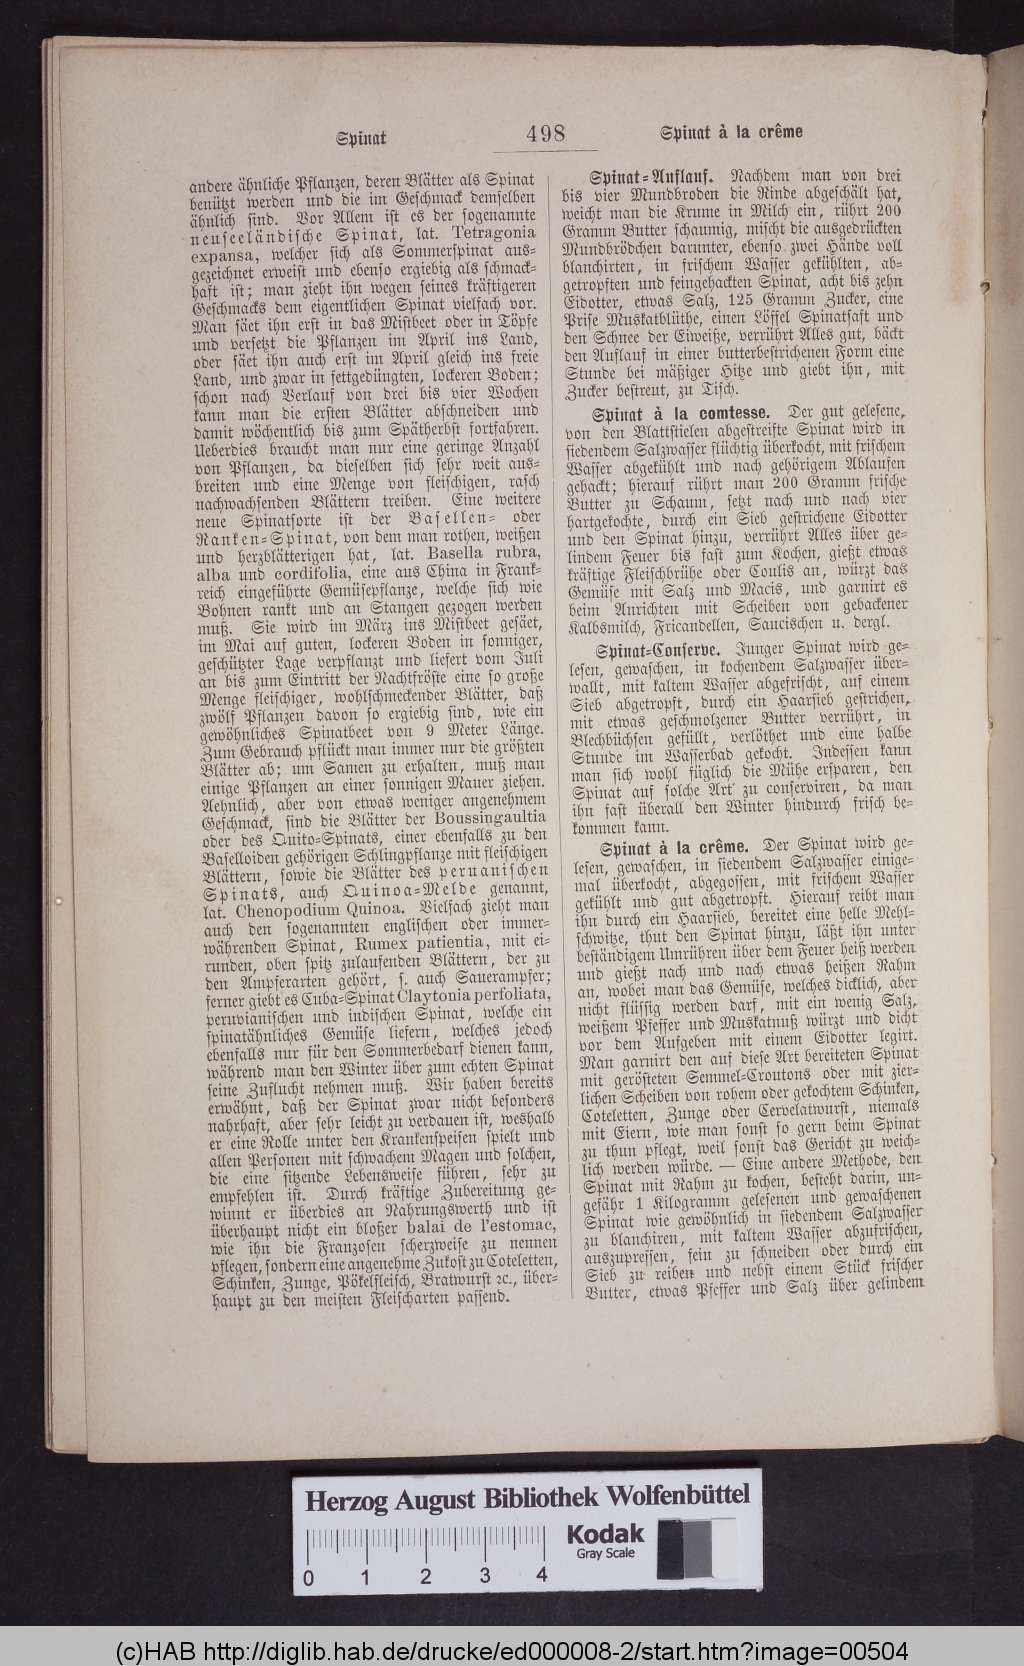 Spinat
498
Spinat à la crême
andere ähnliche Pflanzen, deren Blätter als Spinat
benützt werden und die im Geschmack demselben
ähnlich sind. Vor Allem ist es der sogenannte
neuseeländische Spinat, lat. Tetragonia
expansa, welcher sich als Sommerspinat aus-
gezeichnet erweist und ebenso ergiebig als schmack-
haft ist; man zieht ihn wegen seines kräftigeren
Geschmacks dem eigentlichen Spinat vielfach vor.
Man säet ihn erst in das Mistbeet oder in Töpfe
und versetzt die Pflanzen im April ins Land,
oder säet ihn auch erst im April gleich ins freie
Land, und zwar in fettgedüngten, lockeren Boden;
schon nach Verlauf von drei bis vier Wochen
kann man die ersten Blätter abschneiden und
damit wöchentlich bis zum Spätherbst fortfahren.
Ueberdies braucht man nur eine geringe Anzahl
von Pflanzen, da dieselben sich sehr weit aus-
breiten und eine Menge von fleischigen, rasch
nachwachsenden Blättern treiben. Eine weitere
neue Spinatsorte ist der Basellen- oder
Ranken-Spinat, von dem man rothen, weißen
und herzblätterigen hat, lat. Basella rubra,
alba und cordifolia, eine aus China in Frank-
reich eingeführte Gemüsepflanze, welche sich wie
Bohnen rankt und an Stangen gezogen werden
muß. Sie wird im März ins Mistbeet gesäet,
im Mai auf guten, lockeren Boden in sonniger,
geschützter Lage verpflanzt und liefert vom Juli
an bis zum Eintritt der Nachtfröste eine so große
Menge fleischiger, wohlschmeckender Blätter, daß
zwölf Pflanzen davon so ergiebig sind, wie ein
gewöhnliches Spinatbeet von 9 Meter Länge.
Zum Gebrauch pflückt man immer nur die größten
Blätter ab; um Samen zu erhalten, muß man
einige Pflanzen an einer sonnigen Mauer ziehen.
Aehnlich, aber von etwas weniger angenehmem
Geschmack, sind die Blätter der Boussingaultia
oder des Quito-Spinats, einer ebenfalls zu den
Baselloiden gehörigen Schlingpflanze mit fleischigen
Blättern, sowie die Blätter des peruanischen
Spinats, auch Quinoa-Melde genannt,
lat. Chenopodium Quinoa. Vielfach zieht man
auch den sogenannten englischen oder immer-
währenden Spinat, Rumex patientia, mit ei-
runden, oben spitz zulaufenden Blättern, der zu
den Ampferarten gehört, s. auch Sauerampfer;
ferner giebt es Cuba-Spinat Claytonia perfoliata,
peruvianischen und indischen Spinat, welche ein
spinatähnliches Gemüse liefern, welches jedoch
ebenfalls nur für den Sommerbedarf dienen kann,
während man den Winter über zum echten Spinat
seine Zuflucht nehmen muß. Wir haben bereits
erwähnt, daß der Spinat zwar nicht besonders
nahrhaft, aber sehr leicht zu verdauen ist, weshalb
er eine Rolle unter den Krankenspeisen spielt und
allen Personen mit schwachem Magen und solchen,
die eine sitzende Lebensweise führen, sehr zu
empfehlen ist. Durch kräftige Zubereitung ge-
winnt er überdies an Nahrungswerth und ist
überhaupt nicht ein bloßer balai de l'estomac,
wie ihn die Franzosen scherzweise zu nennen
pflegen, sondern eine angenehme Zukost zu Coteletten,
Schinken, Zunge, Pökelfleisch, Bratwurst ꝛc., über-
haupt zu den meisten Fleischarten passend.
Spinat-Auflauf. Nachdem man von drei
bis vier Mundbroden die Rinde abgeschält hat,
weicht man die Krume in Milch ein, rührt 200
Gramm Butter schaumig, mischt die ausgedrückten
Mundbrödchen darunter, ebenso zwei Hände voll
blanchirten, in frischem Wasser gekühlten, ab-
getropften und feingehackten Spinat, acht bis zehn
Eidotter, etwas Salz, 125 Gramm Zucker, eine
Prise Muskatblüthe, einen Löffel Spinatsaft und
den Schnee der Eiweiße, verrührt Alles gut, bäckt
den Auflauf in einer butterbestrichenen Form eine
Stunde bei mäßiger Hitze und giebt ihn, mit
Zucker bestreut, zu Tisch.
Spinat à la comtesse. Der gut gelesene,
von den Blattstielen abgestreifte Spinat wird in
siedendem Salzwasser flüchtig überkocht, mit frischem
Wasser abgekühlt und nach gehörigem Ablaufen
gehackt; hierauf rührt man 200 Gramm frische
Butter zu Schaum, setzt nach und nach vier
hartgekochte, durch ein Sieb gestrichene Eidotter
und den Spinat hinzu, verrührt Alles über ge-
lindem Feuer bis fast zum Kochen, gießt etwas
kräftige Fleischbrühe oder Coulis an, würzt das
Gemüse mit Salz und Macis, und garnirt es
beim Anrichten mit Scheiben von gebackener
Kalbsmilch, Fricandellen, Saucischen u. dergl.
Spinat-Conserve. Junger Spinat wird ge-
lesen, gewaschen, in kochendem Salzwasser über-
wallt, mit kaltem Wasser abgefrischt, auf einem
Sieb abgetropft, durch ein Haarsieb gestrichen,
mit etwas geschmolzener Butter verrührt, in
Blechbüchsen gefüllt, verlöthet und eine halbe
Stunde im Wasserbad gekocht. Indessen kann
man sich wohl füglich die Mühe ersparen, den
Spinat auf solche Art zu conserviren, da man
ihn fast überall den Winter hindurch frisch be-
kommen kann.
Spinat à la crême. Der Spinat wird ge-
lesen, gewaschen, in siedendem Salzwasser einige-
mal überkocht, abgegossen, mit frischem Wasser
gekühlt und gut abgetropft. Hierauf reibt man
ihn durch ein Haarsieb, bereitet eine helle Mehl-
schwitze, thut den Spinat hinzu, läßt ihn unter
beständigem Umrühren über dem Feuer heiß werden
und gießt nach und nach etwas heißen Rahm
an, wobei man das Gemüse, welches dicklich, aber
nicht flüssig werden darf, mit ein wenig Salz,
weißem Pfeffer und Muskatnuß würzt und dicht
vor dem Aufgeben mit einem Eidotter legirt.
Man garnirt den auf diese Art bereiteten Spinat
mit gerösteten Semmel-Croutons oder mit zier-
lichen Scheiben von rohem oder gekochtem Schinken,
Coteletten, Zunge oder Cervelatwurst, niemals
mit Eiern, wie man sonst so gern beim Spinat
zu thun pflegt, weil sonst das Gericht zu weich-
lich werden würde. — Eine andere Methode, den
Spinat mit Rahm zu kochen, besteht darin, un-
gefähr 1 Kilogramm gelesenen und gewaschenen
Spinat wie gewöhnlich in siedendem Salzwasser
zu blanchiren, mit kaltem Wasser abzufrischen,
auszupressen, fein zu schneiden oder durch ein
Sieb zu reiben und nebst einem Stück frischer
Butter, etwas Pfeffer und Salz über gelindem
Herzog August Bibliothek Wolfenbüttel
Kodak
Gray Scale
0 1 2 3 4
(c)HAB http://diglib.hab.de/drucke/ed000008-2/start.htm?image=00504